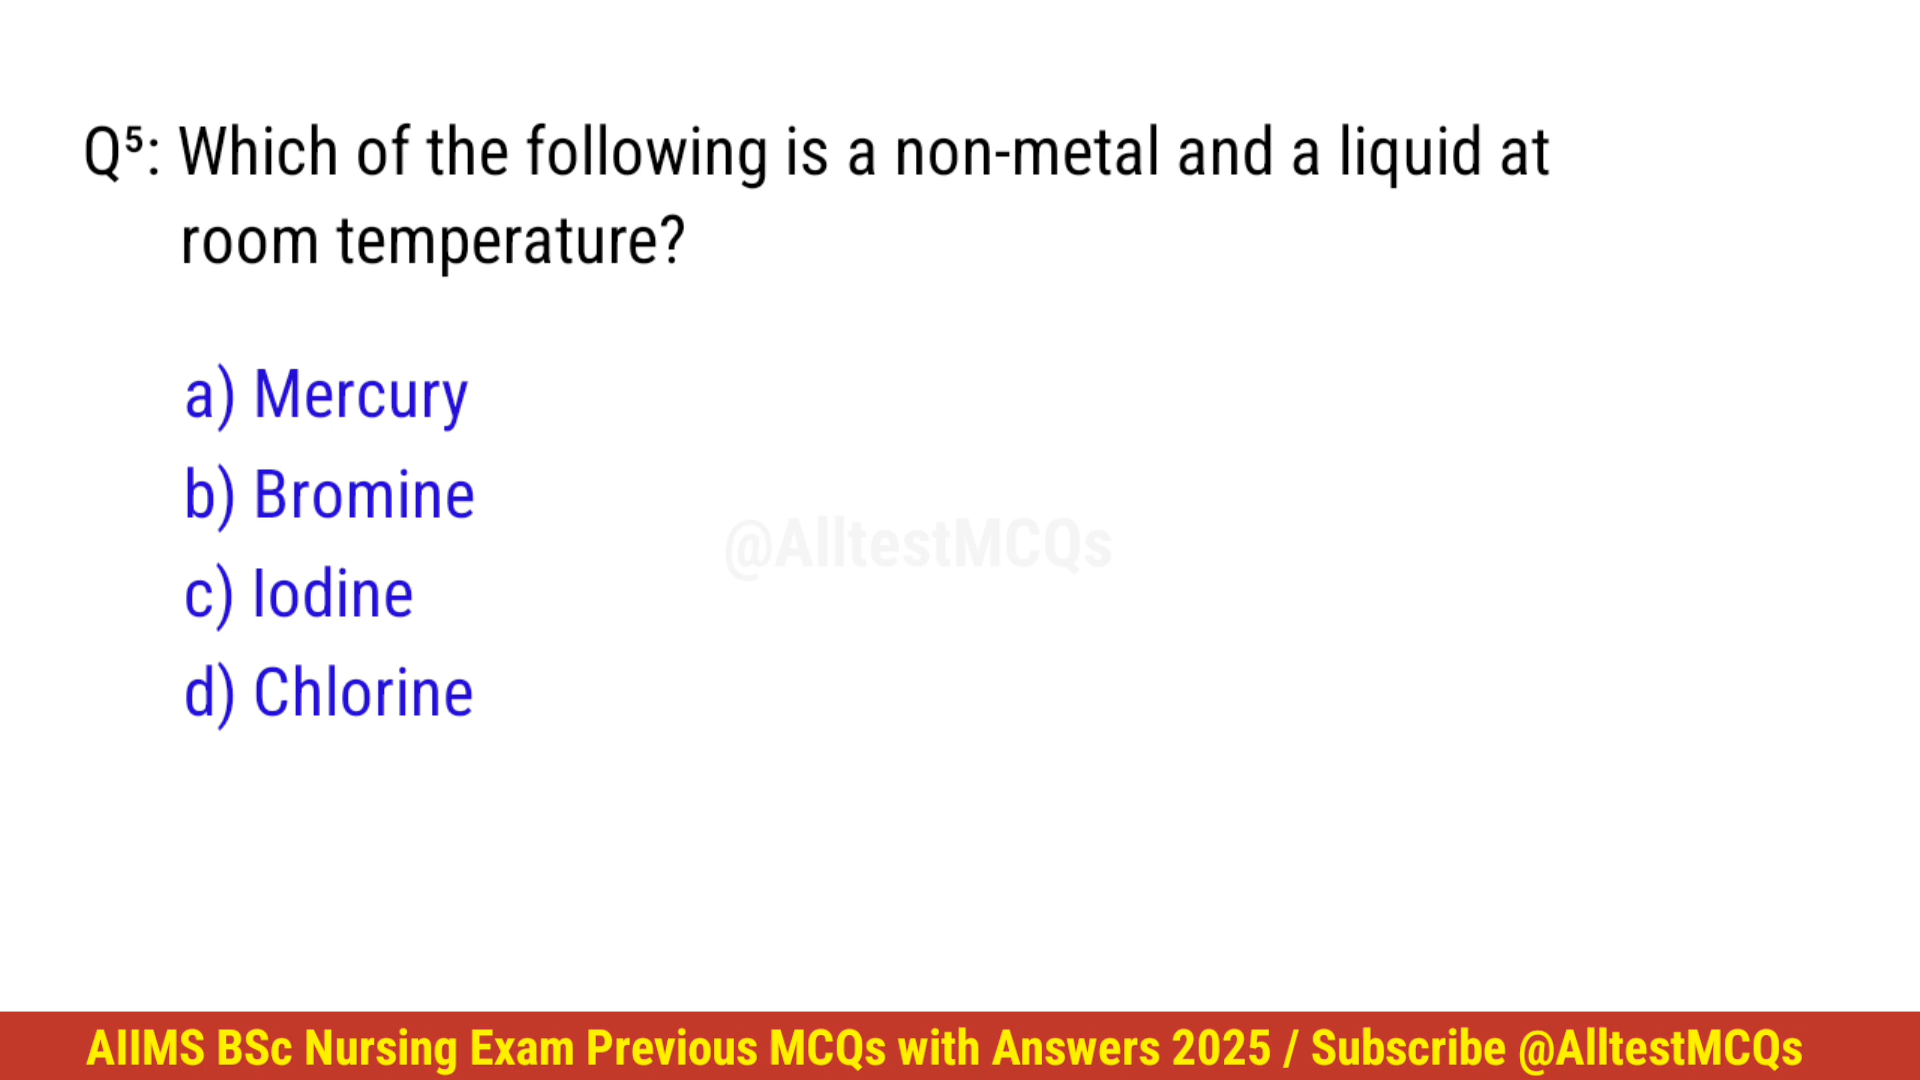 Q⁵: Which of the following is a non-metal and a liquid at
room temperature?
a) Mercury
b) Bromine
@AlltestMCQs
c) Iodine
d) Chlorine
AIIMS BSc Nursing Exam Previous MCQs with Answers 2025 / Subscribe @AlltestMCQs